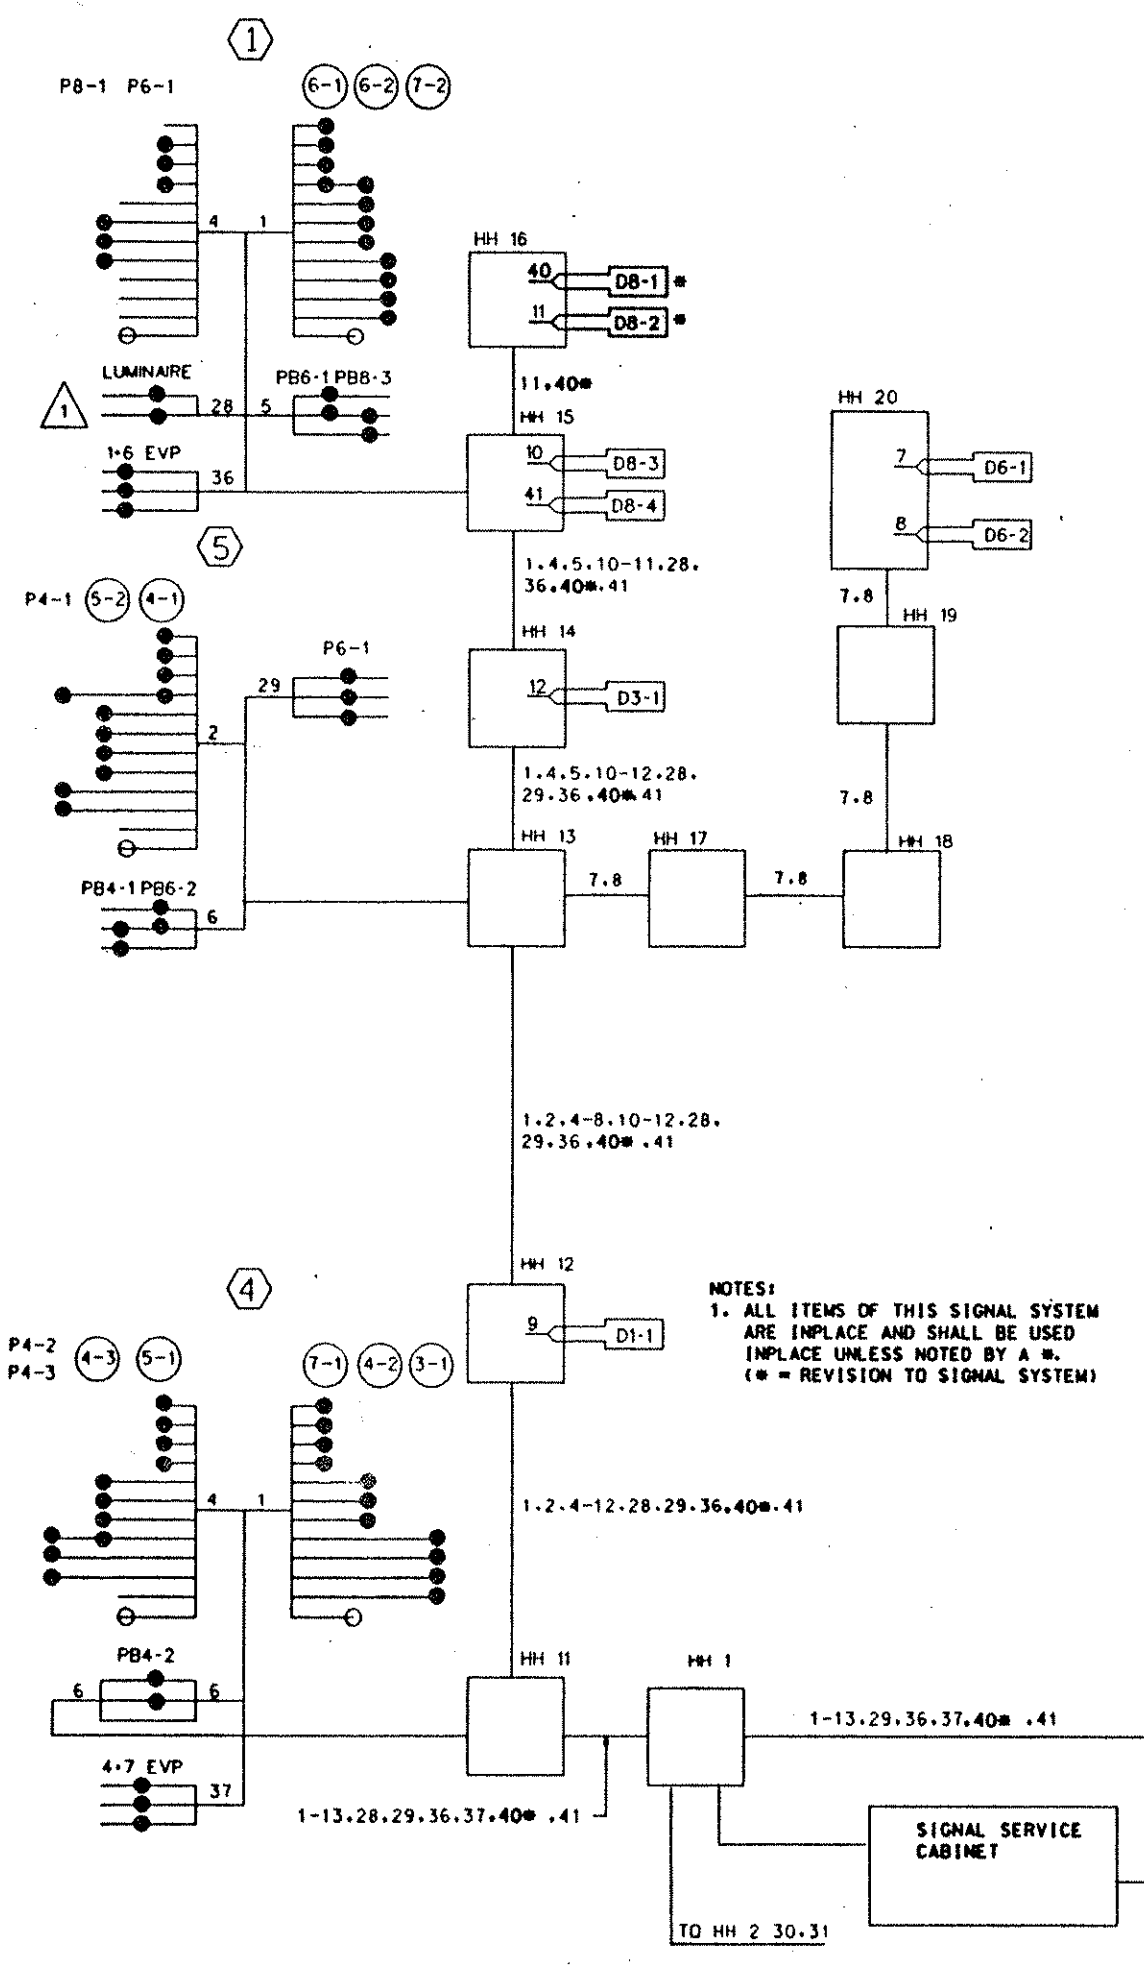 1
P8-1 P6-1
6-1 6-2 7-2
4 1
HH 16
40 D8-1 *
11 D8-2 *
11.40*
LUMINAIRE
PB6-1 PB8-3
1
28 5
HH 15
10 D8-3
41 D8-4
1·6 EVP
36
HH 20
7 D6-1
8 D6-2
5
1.4.5.10-11.28.
36.40*.41
7.8
P4-1 5-2 4-1
HH 14
HH 19
P6-1
29
12 D3-1
2
1.4.5.10-12.28.
29.36.40*.41
7.8
HH 13
HH 17
HH 18
7.8
7.8
PB4-1 PB6-2
6
1.2.4-8.10-12.28.
29.36.40* .41
HH 12
4
9 D1-1
NOTES:
1. ALL ITEMS OF THIS SIGNAL SYSTEM
ARE INPLACE AND SHALL BE USED
INPLACE UNLESS NOTED BY A *.
(* = REVISION TO SIGNAL SYSTEM)
P4-2
P4-3
4-3 5-1
7-1 4-2 3-1
4 1
1.2.4-12.28.29.36.40*.41
PB4-2
HH 11
HH 1
6 6
1-13.29.36.37.40* .41
4·7 EVP
37
1-13.28.29.36.37.40* .41
SIGNAL SERVICE
CABINET
TO HH 2 30.31